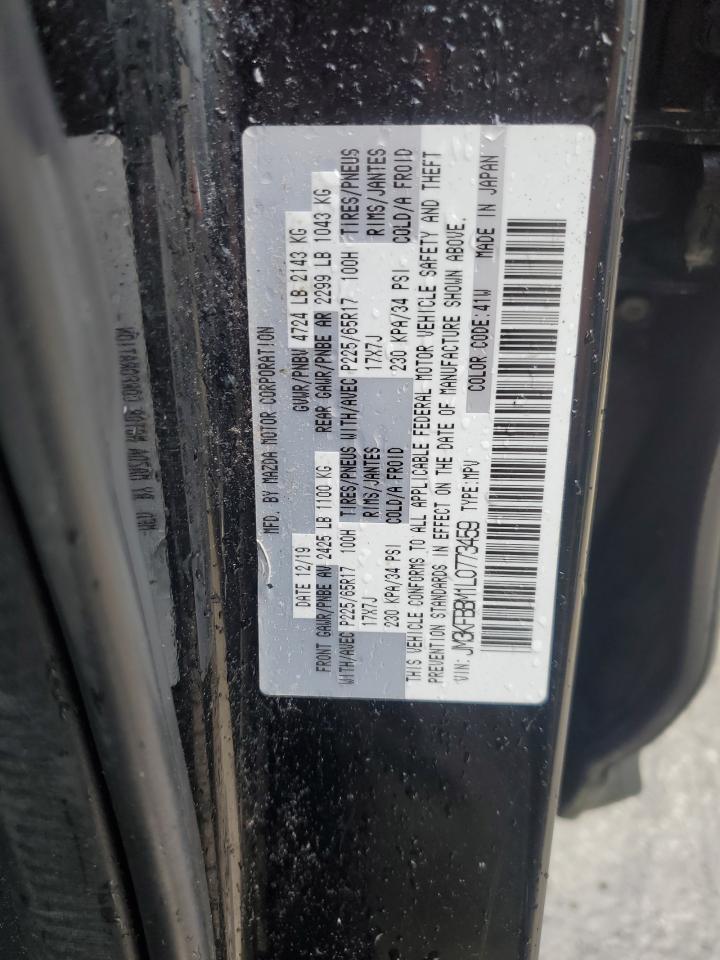 MFD. BY MAZDA MOTOR CORPORATION
DATE 12/19 GVWR/PNBV 4724 LB 2143 KG
FRONT GAWR/PNBE AV 2425 LB 1100 KG REAR GAWR/PNBE AR 2299 LB 1043 KG
WITH/AVEC P225/65R17 100H TIRES/PNEUS WITH/AVEC P225/65R17 100H TIRES/PNEUS
17X7J RIMS/JANTES 17X7J RIMS/JANTES
230 KPA/34 PSI COLD/A FROID 230 KPA/34 PSI COLD/A FROID
THIS VEHICLE CONFORMS TO ALL APPLICABLE FEDERAL MOTOR VEHICLE SAFETY AND THEFT
PREVENTION STANDARDS IN EFFECT ON THE DATE OF MANUFACTURE SHOWN ABOVE.
VIN: JM3KFBBM1L0773459 TYPE:MPV COLOR CODE:41W MADE IN JAPAN